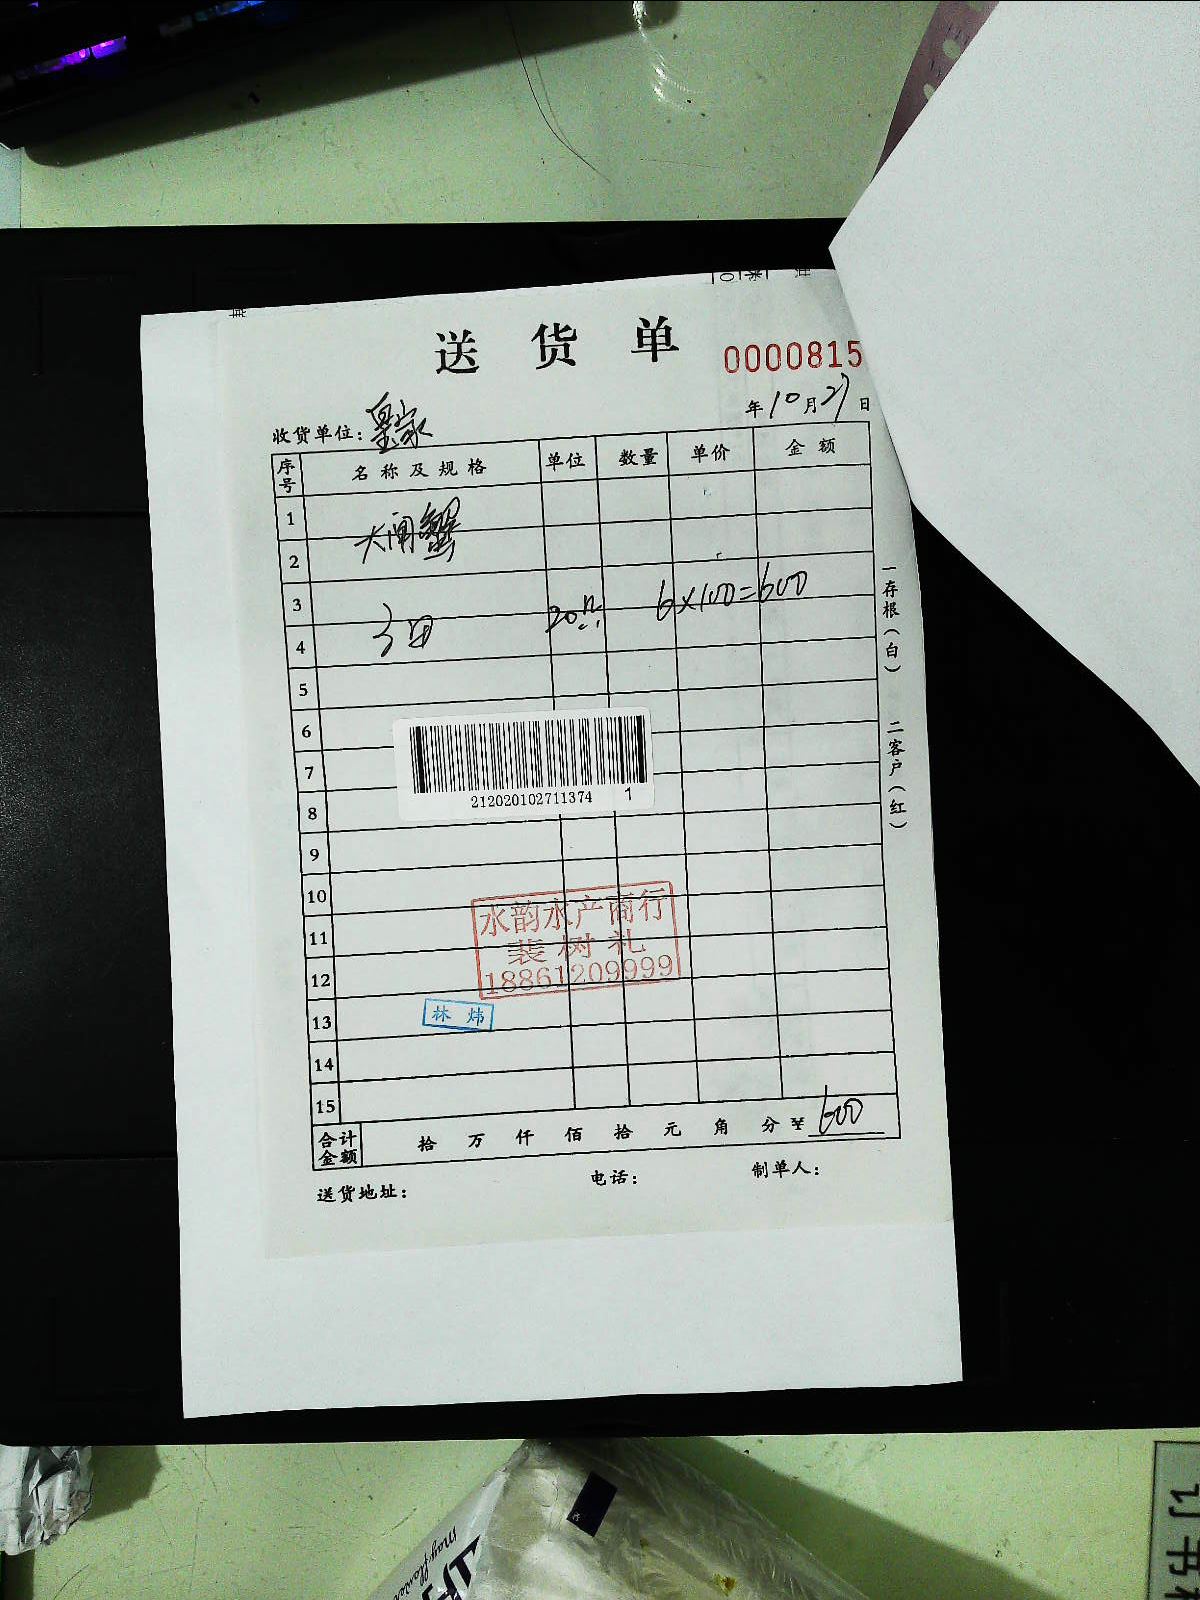 送货单
0000815
年10月27日
收货单位：皇家
序号 名称及规格 单位 数量 单价 金额
1
大闸蟹
2
3
6×100=600
4
5
6
7
212020102711374 1
8
9
10
水韵水产商行
11
裴树礼
12
18861209999
13
林炜
14
15
合计金额 拾 万 仟 佰 拾 元 角 分 ¥600
送货地址： 电话： 制单人：
一存根（白） 二客户（红）
订书